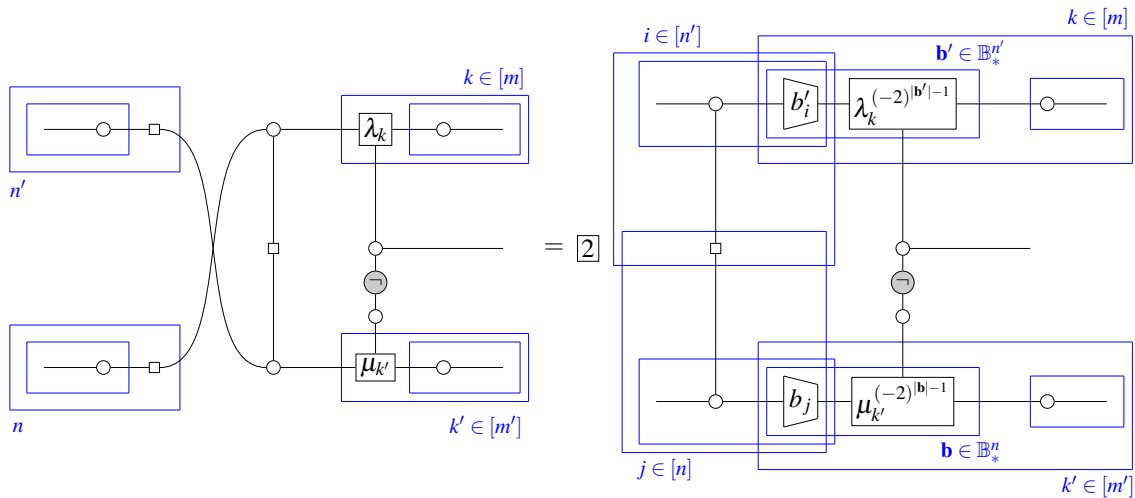 k ∈ [m]
λ_k
n′
¬
μ_{k′}
n
k′ ∈ [m′]
= 2
i ∈ [n′]
k ∈ [m]
𝐛′ ∈ 𝔹_*^{n′}
b′_i
λ_k^{(−2)^{|𝐛′|−1}}
¬
b_j
μ_{k′}^{(−2)^{|𝐛|−1}}
𝐛 ∈ 𝔹_*^n
j ∈ [n]
k′ ∈ [m′]